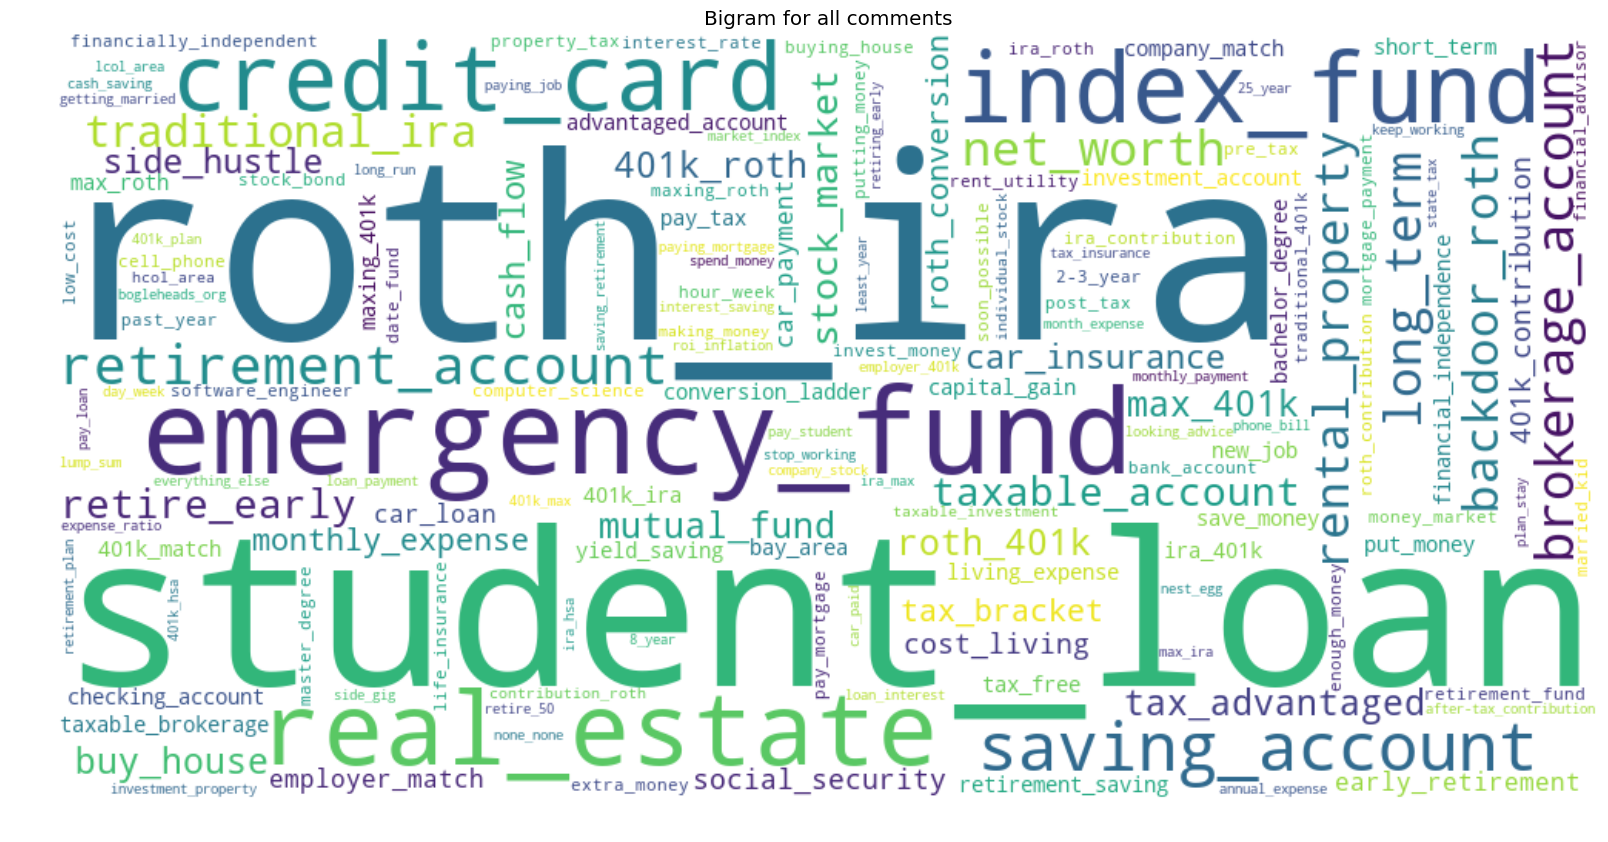 Bigram for all comments
financially_independent
property_tax
interest_rate
buying_house
ira_roth
company_match
short_term
lcol_area
cash_saving
getting_married
credit_card
paying_job
index_fund
25_year
advantaged_account
traditional_ira
market_index
stock_market
putting_money
retiring_early
roth_conversion
net_worth
pre_tax
keep_working
brokerage_account
financial_advisor
side_hustle
long_run
401k_roth
rent_utility
investment_account
max_roth
stock_bond
maxing_roth
pay_tax
roth_ira
low_cost
401k_plan
cell_phone
hcol_area
bogleheads_org
past_year
maxing_401k
date_fund
cash_flow
saving_retirement
paying_mortgage
spend_money
hour_week
interest_saving
making_money
roi_inflation
car_payment
least_year
soon_possible
individual_stock
ira_contribution
tax_insurance
2-3_year
post_tax
month_expense
bachelor_degree
traditional_401k
rental_property
roth_contribution
mortgage_payment
long_term
state_tax
financial_independence
backdoor_roth
401k_contribution
retirement_account
invest_money
employer_401k
car_insurance
monthly_payment
pay_loan
day_week
software_engineer
computer_science
conversion_ladder
capital_gain
max_401k
phone_bill
emergency_fund
pay_student
stop_working
company_stock
ira_max
looking_advice
new_job
bank_account
lump_sum
everything_else
loan_payment
401k_max
401k_ira
taxable_account
retire_early
expense_ratio
car_loan
mutual_fund
taxable_investment
save_money
money_market
plan_stay
married_kid
401k_match
monthly_expense
yield_saving
bay_area
roth_401k
ira_401k
put_money
living_expense
student_loan
retirement_plan
401k_hsa
master_degree
life_insurance
ira_hsa
8_year
pay_mortgage
car_paid
tax_bracket
cost_living
nest_egg
max_ira
enough_money
checking_account
side_gig
contribution_roth
loan_interest
tax_free
tax_advantaged
retirement_fund
after-tax_contribution
taxable_brokerage
real_estate
retire_50
none_none
saving_account
buy_house
employer_match
extra_money
social_security
retirement_saving
annual_expense
early_retirement
investment_property